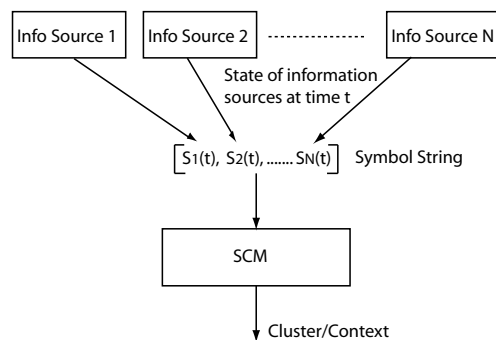 Info Source 1
Info Source 2
Info Source N
State of information
sources at time t
[S1(t), S2(t), ....... SN(t)]
Symbol String
SCM
Cluster/Context